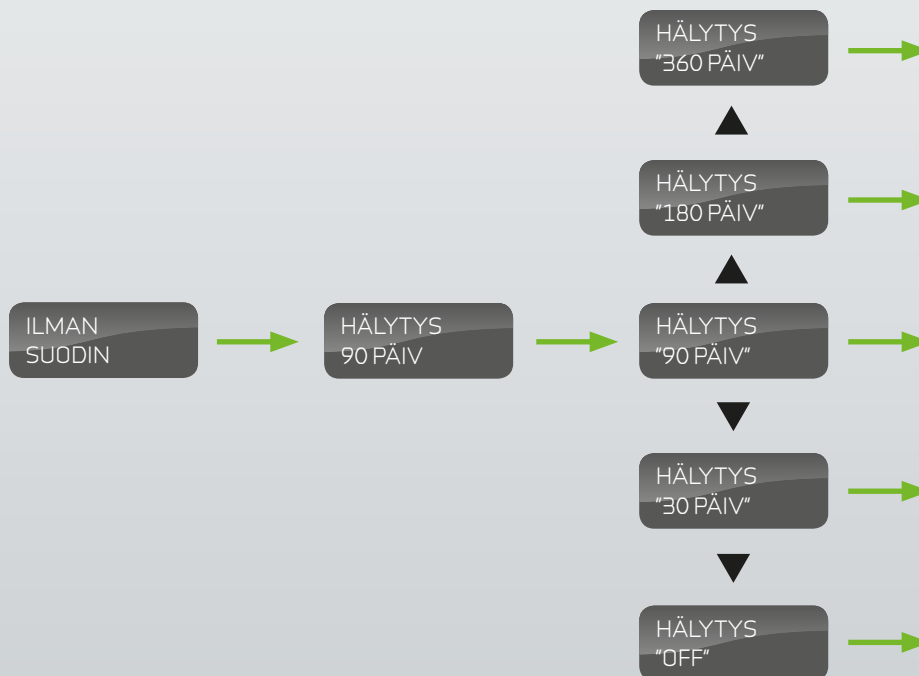 HÄLYTYS
"360 PÄIV"
HÄLYTYS
"180 PÄIV"
ILMAN
SUODIN
HÄLYTYS
90 PÄIV
HÄLYTYS
"90 PÄIV"
HÄLYTYS
"30 PÄIV"
HÄLYTYS
"OFF"